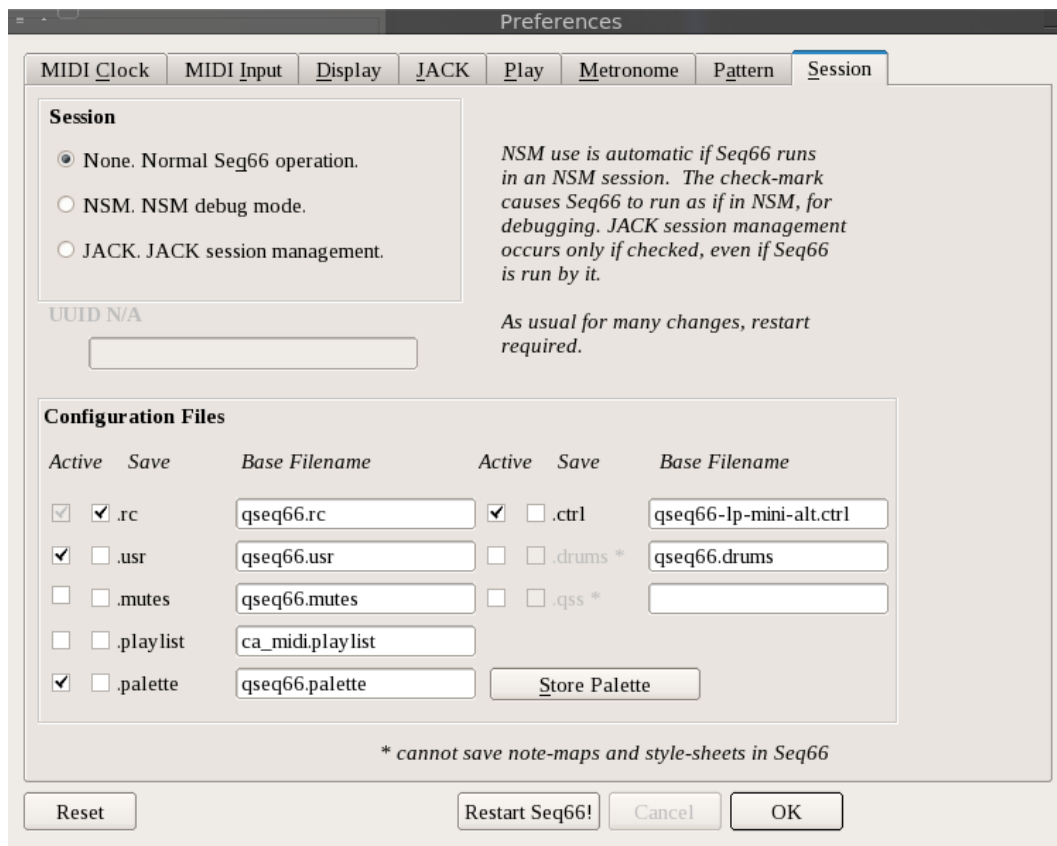 Preferences
MIDI Clock MIDI Input Display JACK Play Metronome Pattern Session
Session
None. Normal Seq66 operation.
NSM. NSM debug mode.
JACK. JACK session management.
NSM use is automatic if Seq66 runs
in an NSM session. The check-mark
causes Seq66 to run as if in NSM, for
debugging. JACK session management
occurs only if checked, even if Seq66
is run by it.
As usual for many changes, restart
required.
UUID N/A
Configuration Files
Active Save Base Filename Active Save Base Filename
.rc qseq66.rc .ctrl qseq66-lp-mini-alt.ctrl
.usr qseq66.usr .drums * qseq66.drums
.mutes qseq66.mutes .qss *
.playlist ca_midi.playlist
.palette qseq66.palette Store Palette
* cannot save note-maps and style-sheets in Seq66
Reset Restart Seq66! Cancel OK